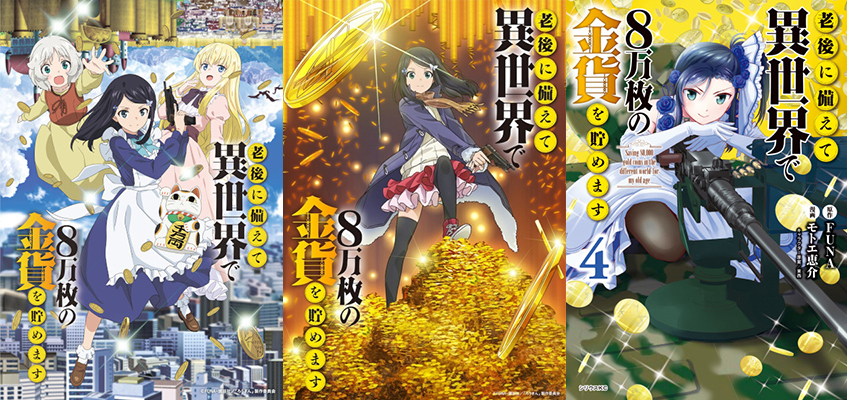 老後に備えて
異世界で
8万枚の
金貨を貯めます
老後に備えて
異世界で
8万枚の
金貨を貯めます
老後に備えて
異世界で
8万枚の
金貨を貯めます
Saving 80,000
gold coins in the
different world for
my old age
4
原作 FUNA
漫画 モトエ恵介
シリウスKC